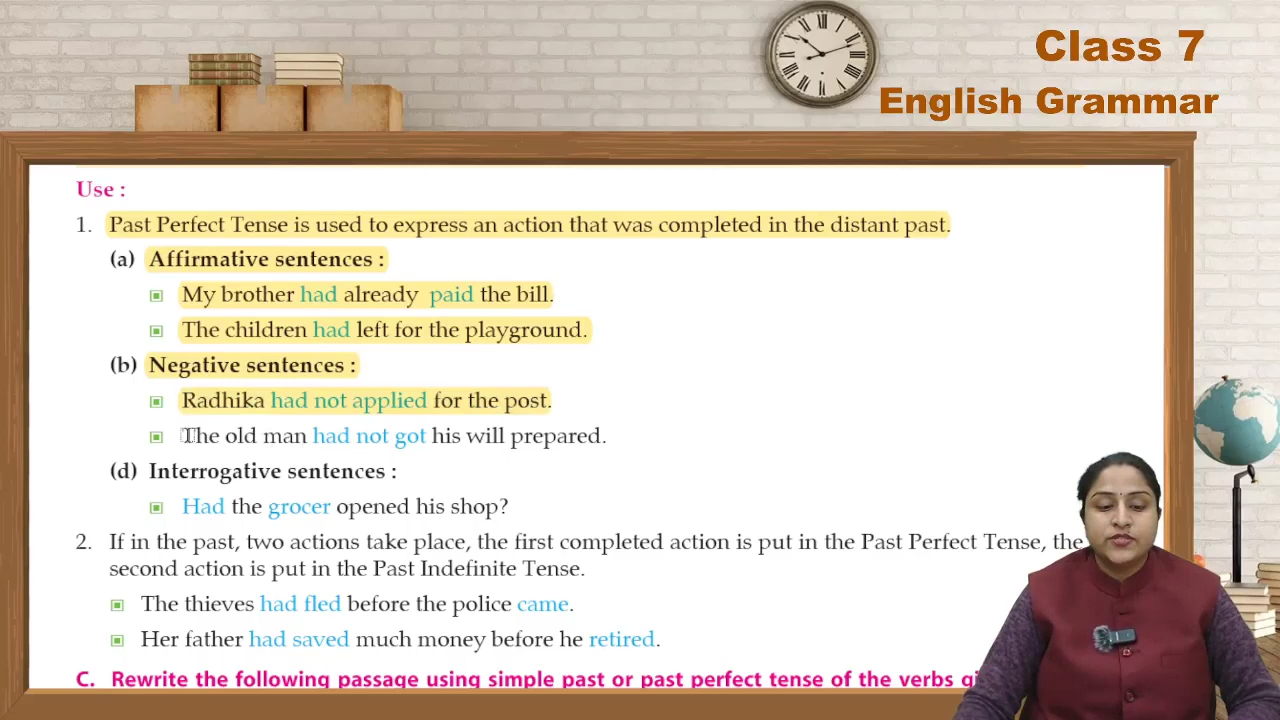 Class 7
English Grammar
Use :
1. Past Perfect Tense is used to express an action that was completed in the distant past.
(a) Affirmative sentences :
My brother had already paid the bill.
The children had left for the playground.
(b) Negative sentences :
Radhika had not applied for the post.
The old man had not got his will prepared.
(d) Interrogative sentences :
Had the grocer opened his shop?
2. If in the past, two actions take place, the first completed action is put in the Past Perfect Tense, the
second action is put in the Past Indefinite Tense.
The thieves had fled before the police came.
Her father had saved much money before he retired.
C. Rewrite the following passage using simple past or past perfect tense of the verbs